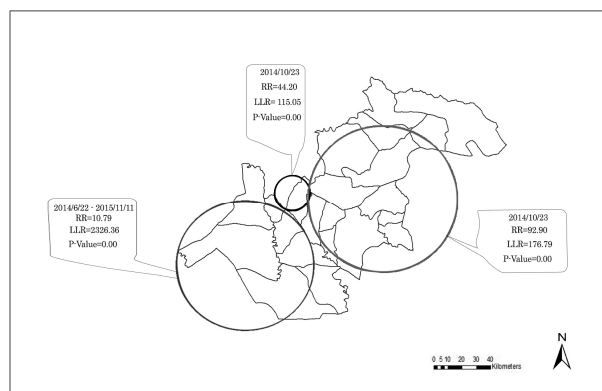 2014/10/23
RR=44.20
LLR= 115.05
P-Value=0.00
2014/6/22 - 2015/11/11
RR=10.79
LLR=2326.36
P-Value=0.00
2014/10/23
RR=92.90
LLR=176.79
P-Value=0.00
N
0 5 10 20 30 40
Kilometers